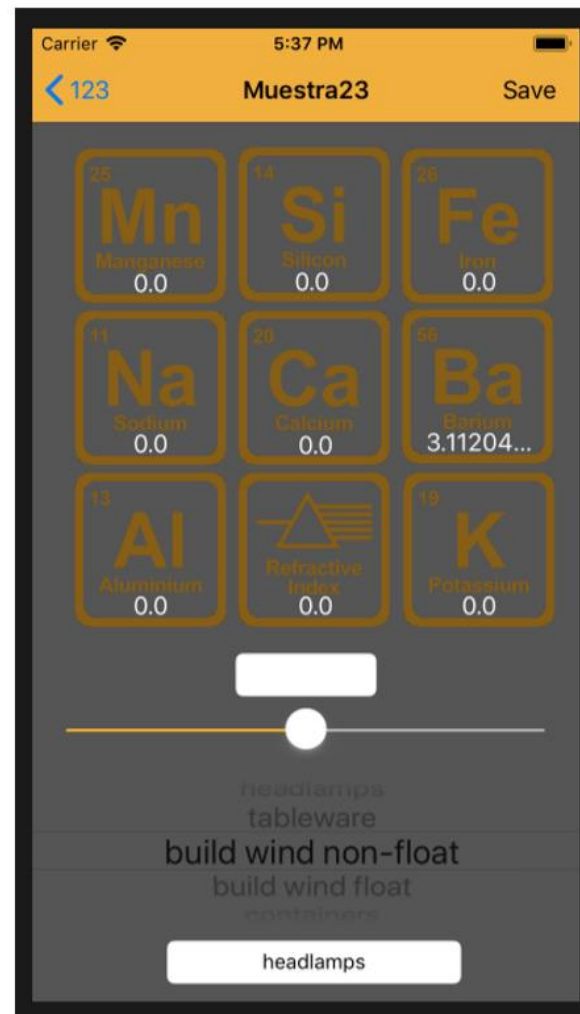 Carrier 5:37 PM
123 Muestra23 Save
25 14 26
Mn Si Fe
Manganese Silicon Iron
0.0 0.0 0.0
11 20 56
Na Ca Ba
Sodium Calcium Barium
0.0 0.0 3.11204...
13 19
Al K
Refractive
Aluminium Index Potassium
0.0 0.0 0.0
headlamps
tableware
build wind non-float
build wind float
containers
headlamps